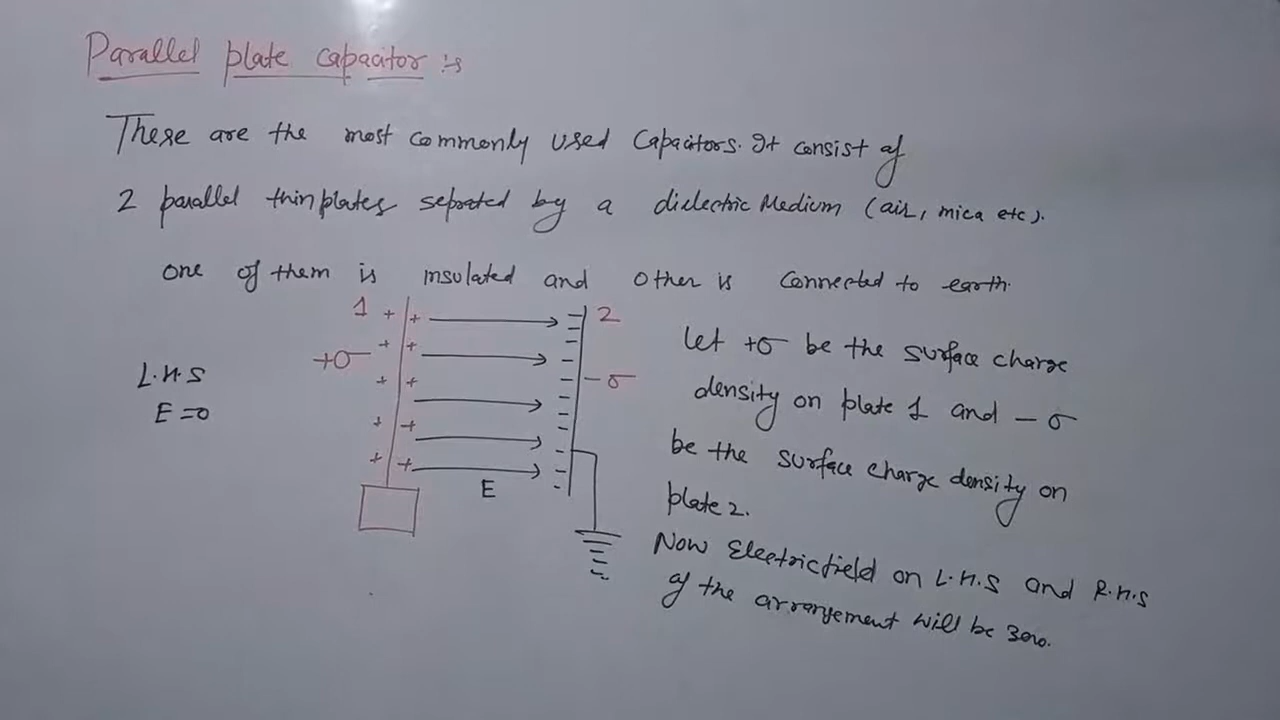 Parallel plate capacitor :-
These are the most commonly used Capacitors. It consist of
2 parallel thin plates seprated by a dielectric Medium (air, mica etc).
one of them is insulated and other is connected to earth.
1 + + 2
+ +
+σ
+ + -σ
+ +
+ +
L.H.S
E = 0
E
Let +σ be the surface charge
density on plate 1 and - σ
be the surface charge density on
plate 2.
Now Electric field on L.H.S and R.H.S
of the arrangement will be zero.